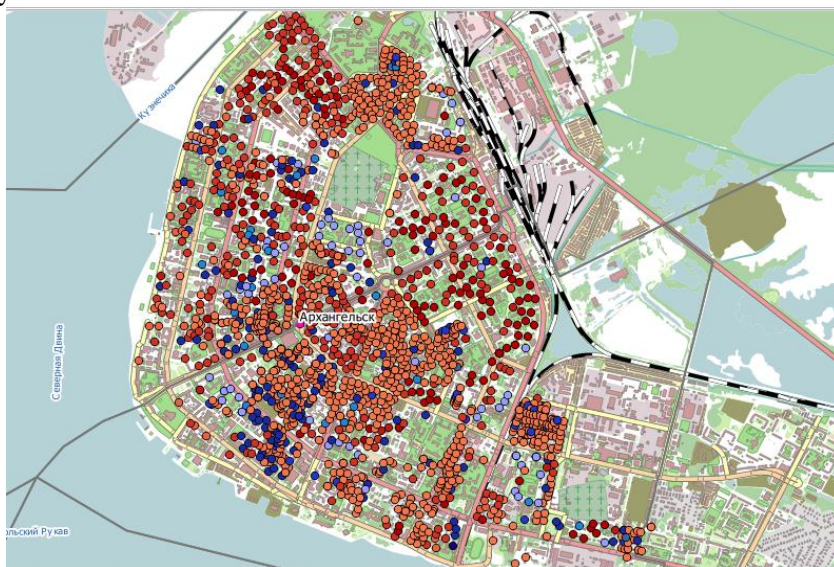 Кузнечиха
Архангельск
Северная Двина
ольский Рукав